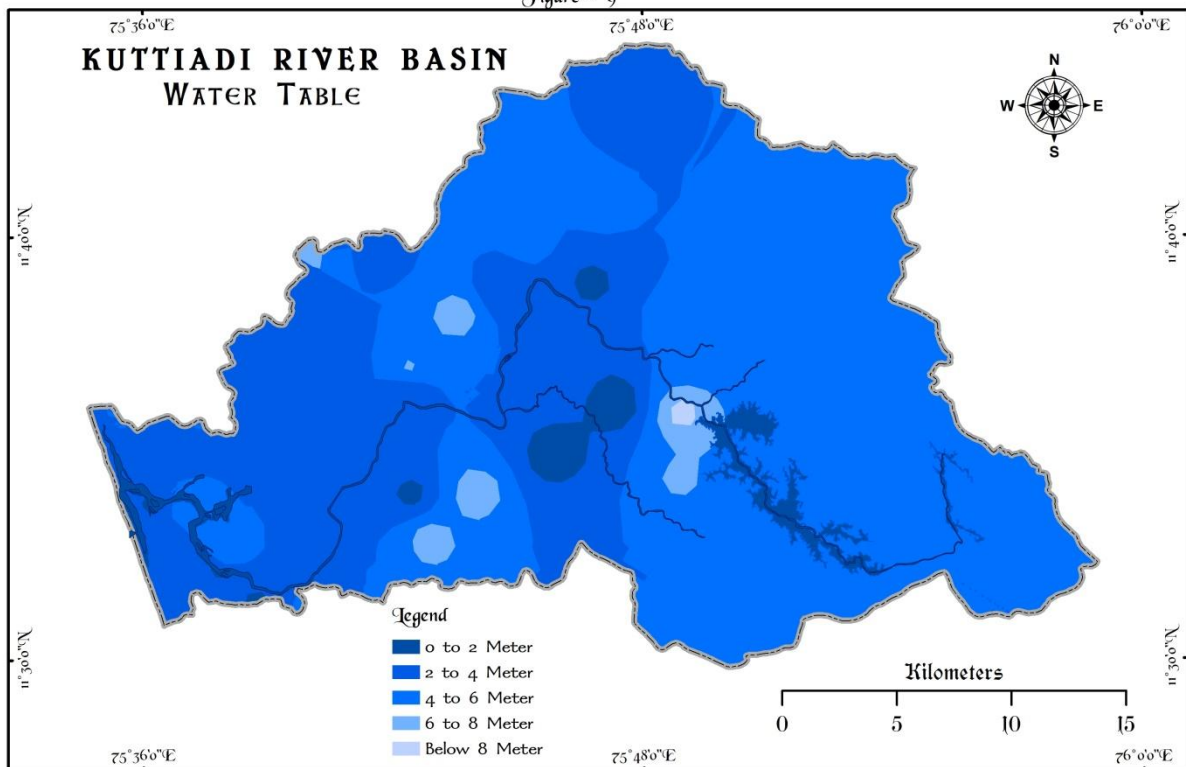 Figure - 9
75°36'0"E 75°48'0"E 76°0'0"E
KUTTIADI RIVER BASIN
WATER TABLE
N
W E
S
11°40'0"N 11°40'0"N
Legend
0 to 2 Meter
2 to 4 Meter
4 to 6 Meter
6 to 8 Meter
Below 8 Meter
11°30'0"N 11°30'0"N
Kilometers
0 5 10 15
75°36'0"E 75°48'0"E 76°0'0"E